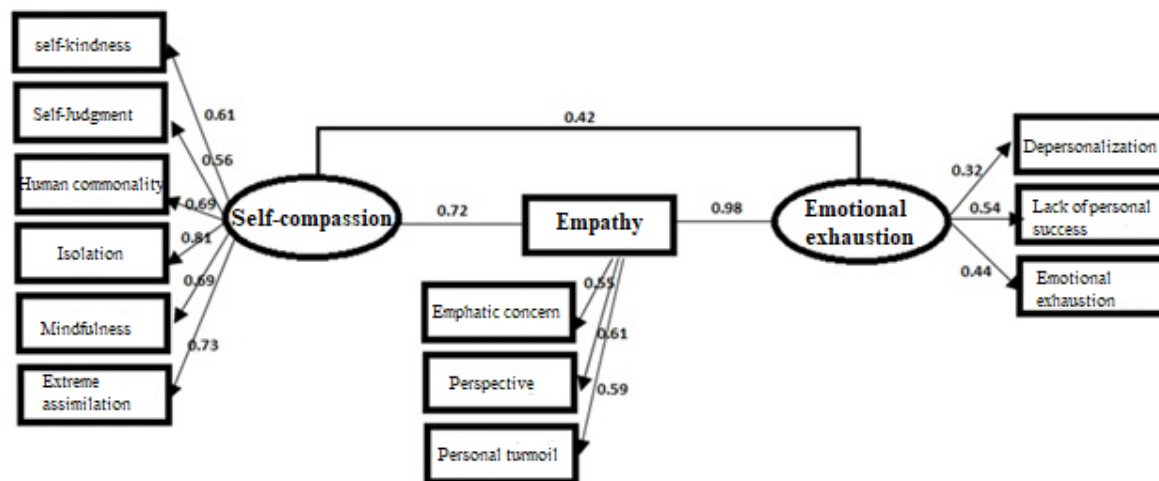 self-kindness
0.61
Self-Judgment
0.56
Human commonality
0.69
Isolation
0.81
Mindfulness
0.69
Extreme
assimilation
0.73
Self-compassion
0.42
0.72
Empathy
0.98
Emotional
exhaustion
Emphatic concern
0.55
Perspective
0.61
Personal turmoil
0.59
Depersonalization
0.32
Lack of personal
success
0.54
Emotional
exhaustion
0.44